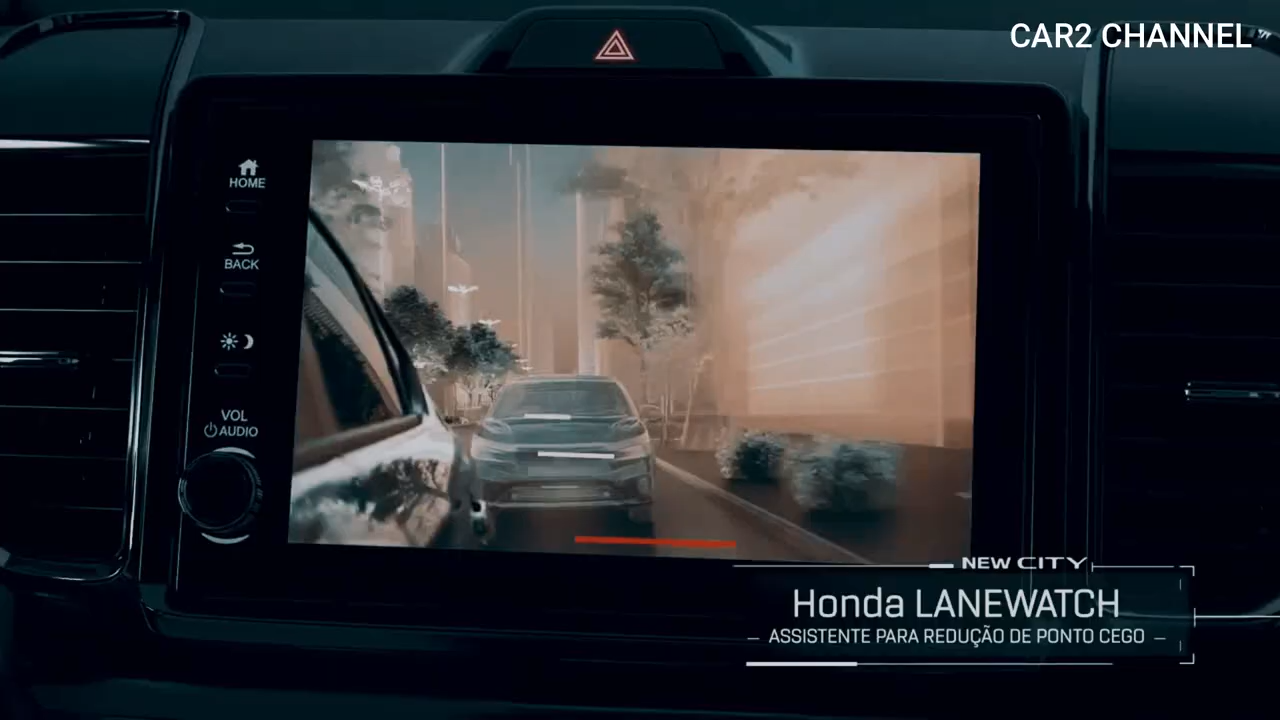 CAR2 CHANNEL
HOME
BACK
VOL
AUDIO
NEW CITY
Honda LANEWATCH
ASSISTENTE PARA REDUÇÃO DE PONTO CEGO